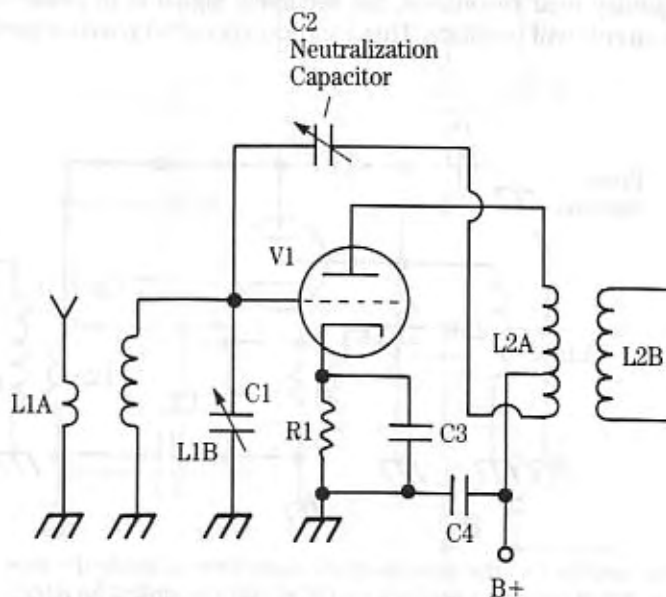 C2
Neutralization
Capacitor
V1
L1A
C1
L1B
R1
C3
C4
L2A
L2B
B+